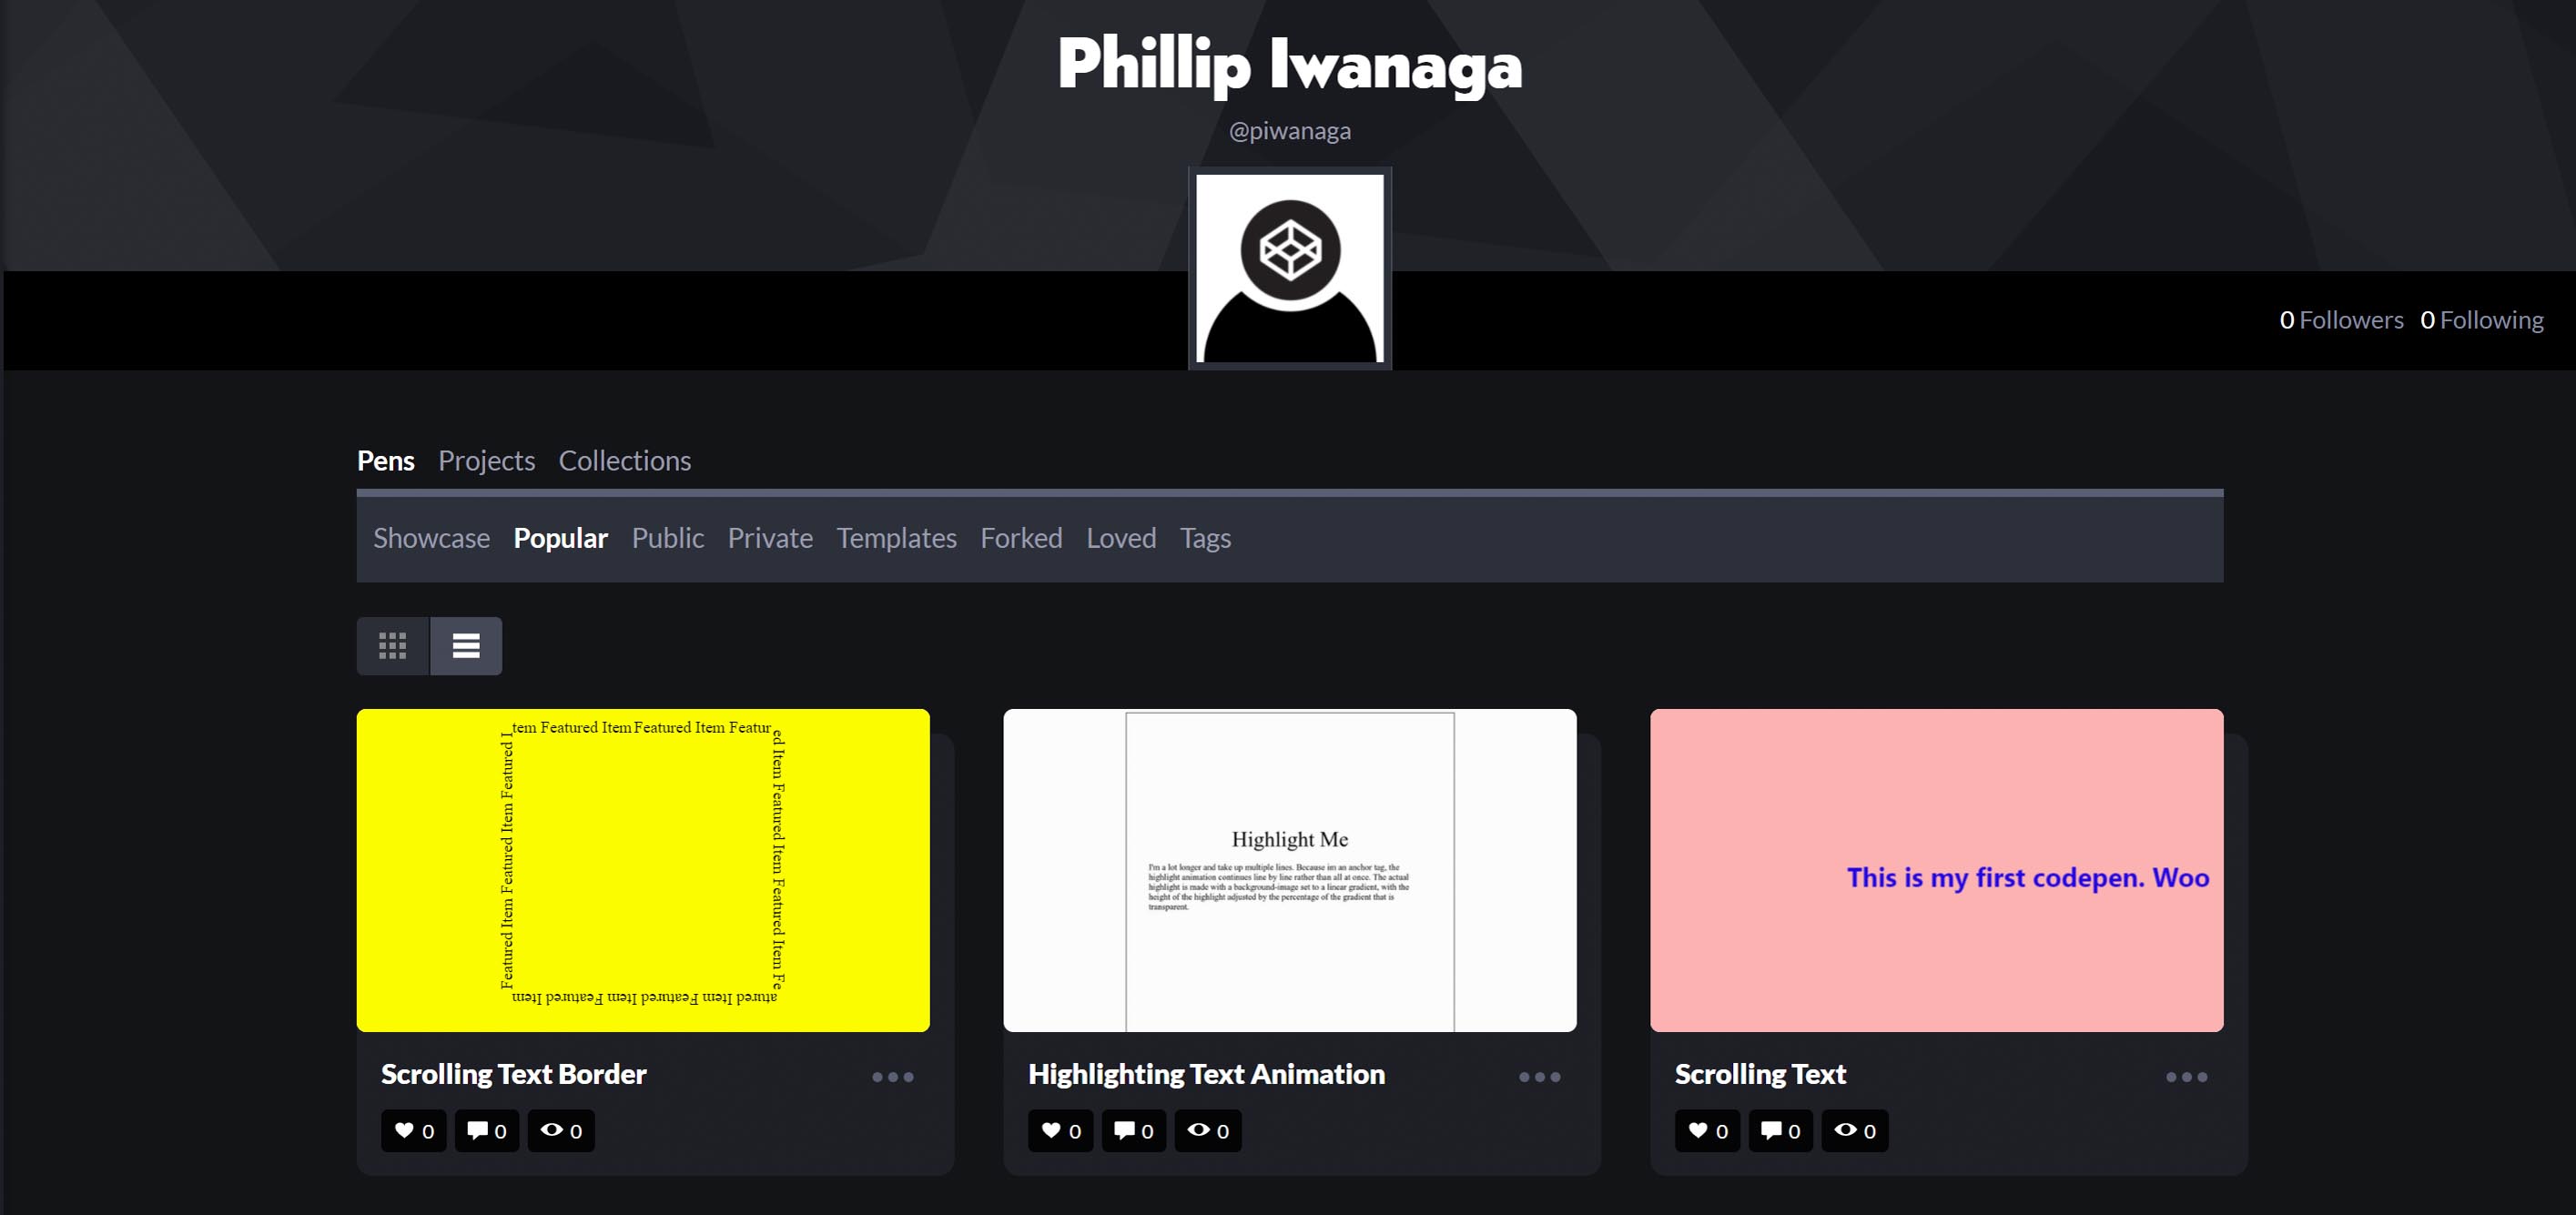 Phillip Iwanaga
@piwanaga
0 Followers 0 Following
Pens Projects Collections
Showcase Popular Public Private Templates Forked Loved Tags
tem Featured Item Featured Item Featur
ed Item Featured Item Featured Item Featured Item Fe
atured Item Featured Item Featured Item
Featured Item Featured Item Featured I
Highlight Me
I'm a lot longer and take up multiple lines. Because im an anchor tag, the
highlight animation continues line by line rather than all at once. The actual
highlight is made with a background-image set to a linear gradient, with the
height of the highlight adjusted by the percentage of the gradient that is
transparent.
This is my first codepen. Woo
Scrolling Text Border
0 0 0
Highlighting Text Animation
0 0 0
Scrolling Text
0 0 0